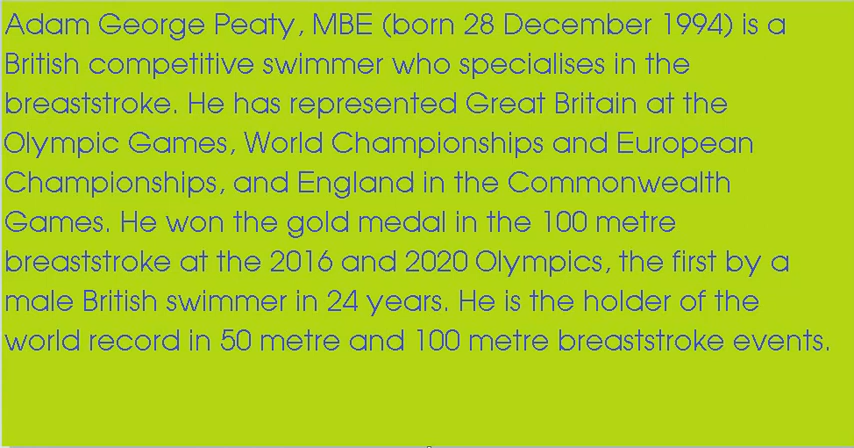 Adam George Peaty, MBE (born 28 December 1994) is a
British competitive swimmer who specialises in the
breaststroke. He has represented Great Britain at the
Olympic Games, World Championships and European
Championships, and England in the Commonwealth
Games. He won the gold medal in the 100 metre
breaststroke at the 2016 and 2020 Olympics, the first by a
male British swimmer in 24 years. He is the holder of the
world record in 50 metre and 100 metre breaststroke events.